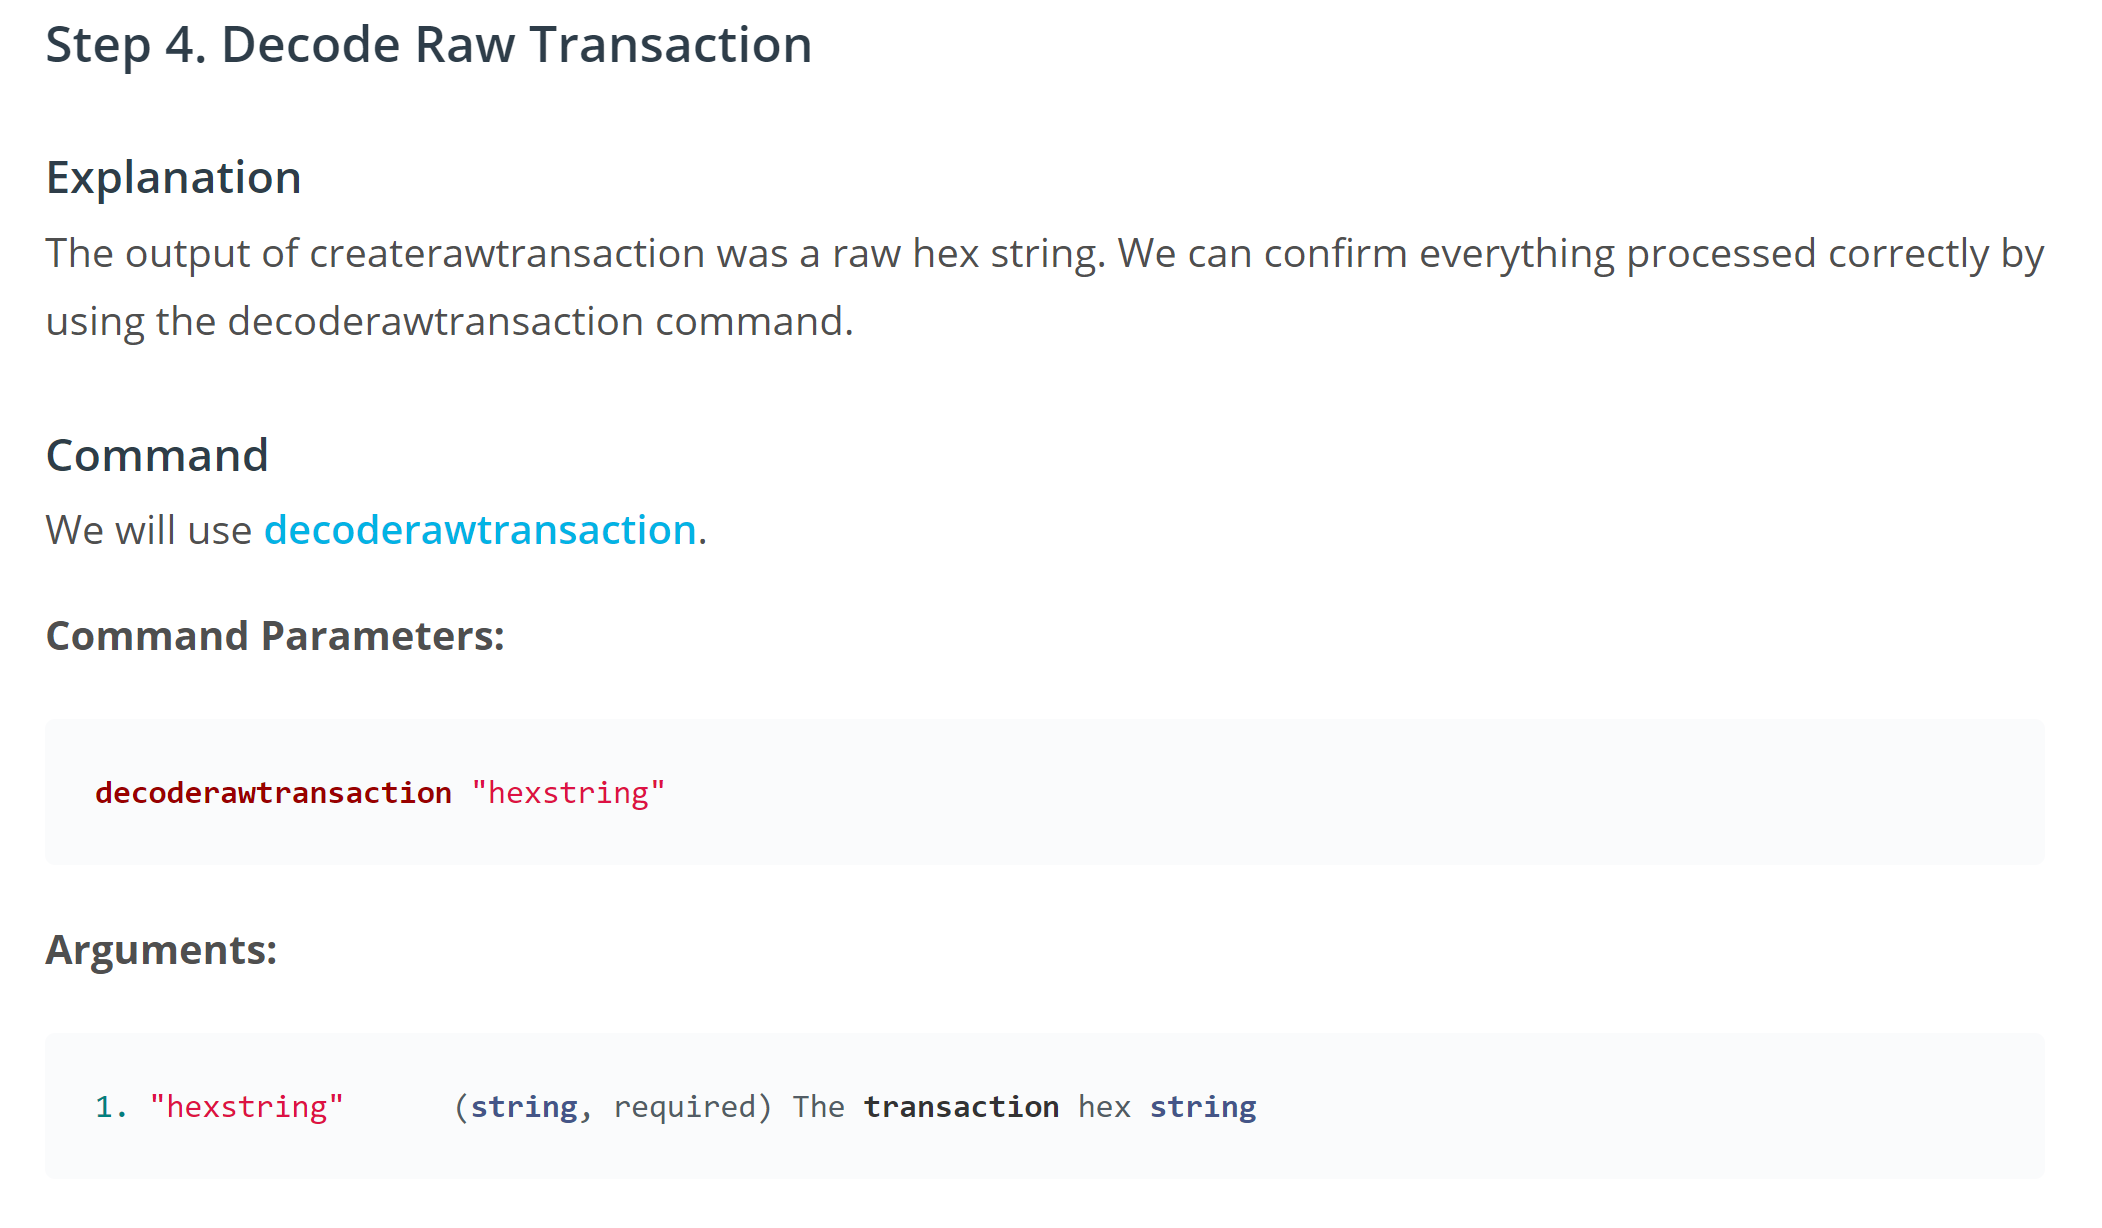 Step 4. Decode Raw Transaction
Explanation
The output of createrawtransaction was a raw hex string. We can confirm everything processed correctly by
using the decoderawtransaction command.
Command
We will use decoderawtransaction.
Command Parameters:
decoderawtransaction "hexstring"
Arguments:
1. "hexstring"      (string, required) The transaction hex string